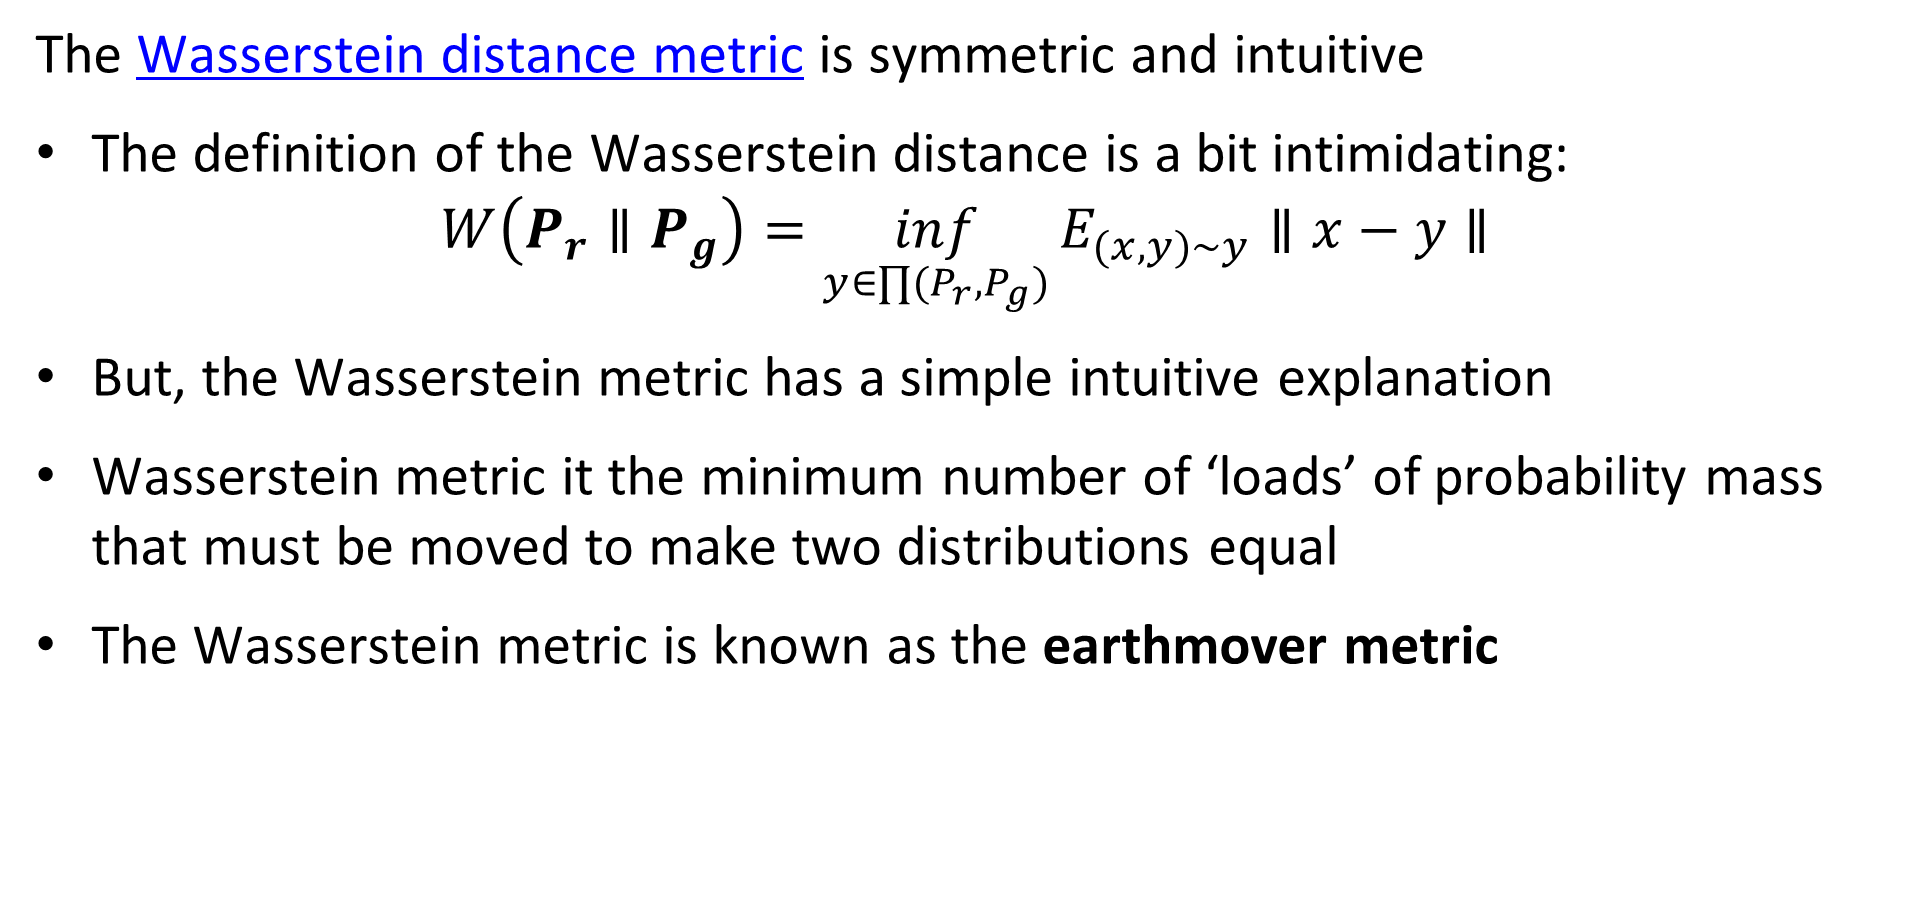 The Wasserstein distance metric is symmetric and intuitive
• The definition of the Wasserstein distance is a bit intimidating:
W(P_r ∥ P_g) = inf_{y∈∏(P_r,P_g)} E_{(x,y)~y} ∥ x − y ∥
• But, the Wasserstein metric has a simple intuitive explanation
• Wasserstein metric it the minimum number of ‘loads’ of probability mass
that must be moved to make two distributions equal
• The Wasserstein metric is known as the earthmover metric